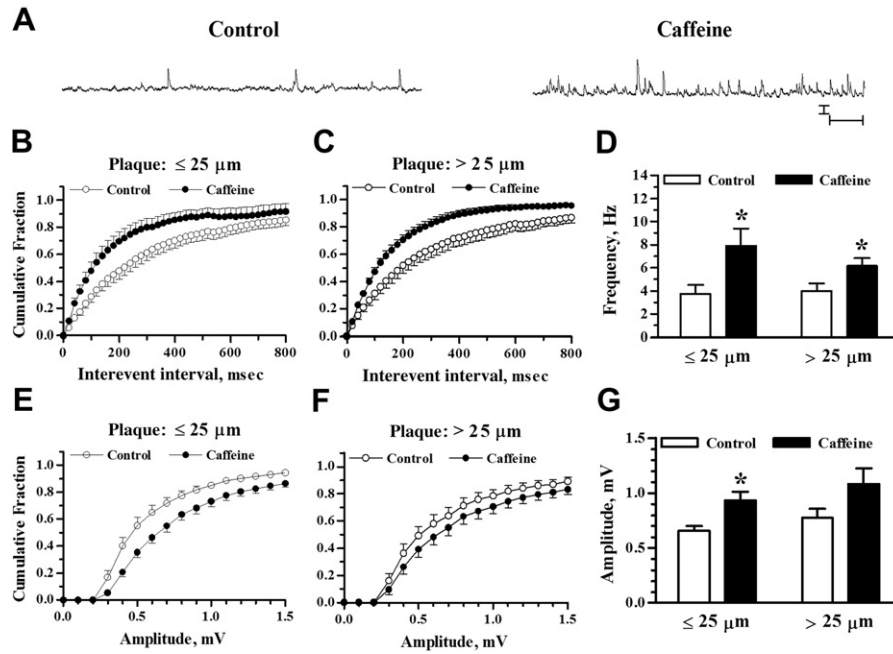 A
Control
Caffeine
B
Plaque: ≤ 25 μm
Control
Caffeine
Cumulative Fraction
1.0
0.8
0.6
0.4
0.2
0.0
0
200
400
600
800
Interevent interval, msec
C
Plaque: > 25 μm
Control
Caffeine
1.0
0.8
0.6
0.4
0.2
0.0
0
200
400
600
800
Interevent interval, msec
D
Control
Caffeine
Frequency, Hz
14
12
10
8
6
4
2
0
*
*
≤ 25 μm
> 25 μm
E
Plaque: ≤ 25 μm
Control
Caffeine
Cumulative Fraction
1.0
0.8
0.6
0.4
0.2
0.0
0.0
0.5
1.0
1.5
Amplitude, mV
F
Plaque: > 25 μm
Control
Caffeine
1.0
0.8
0.6
0.4
0.2
0.0
0.0
0.5
1.0
1.5
Amplitude, mV
G
Control
Caffeine
Amplitude, mV
1.5
1.0
0.5
0.0
*
≤ 25 μm
> 25 μm